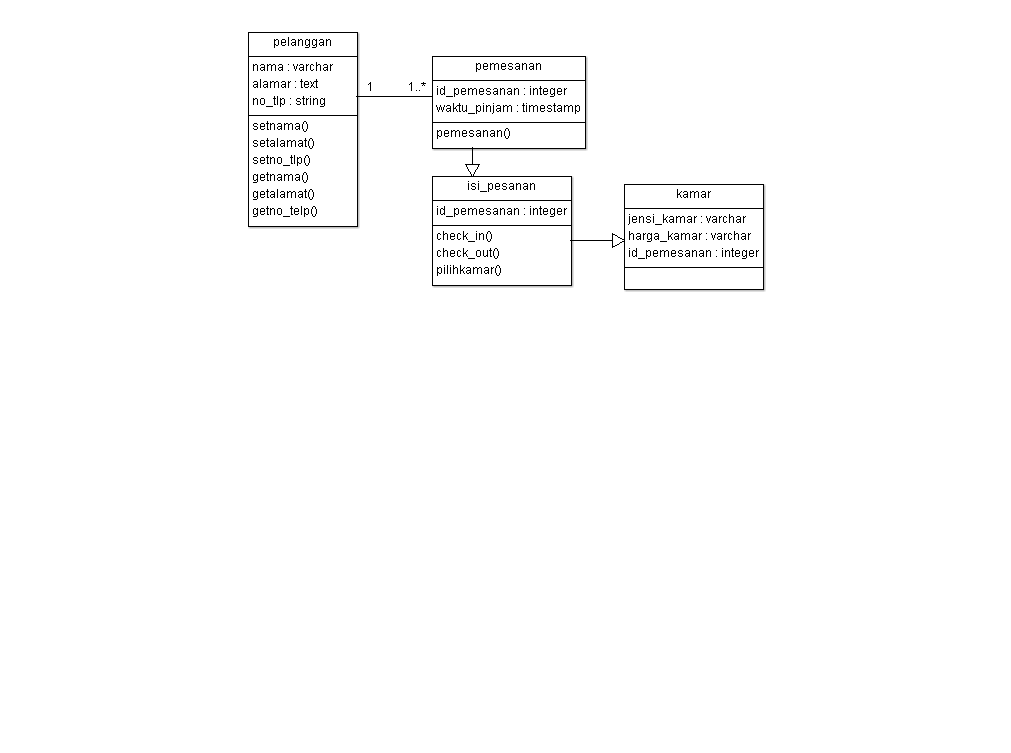 pelanggan
nama : varchar
alamar : text
no_tlp : string
setnama()
setalamat()
setno_tlp()
getnama()
getalamat()
getno_telp()
1
1..*
pemesanan
id_pemesanan : integer
waktu_pinjam : timestamp
pemesanan()
isi_pesanan
id_pemesanan : integer
check_in()
check_out()
pilihkamar()
kamar
jensi_kamar : varchar
harga_kamar : varchar
id_pemesanan : integer